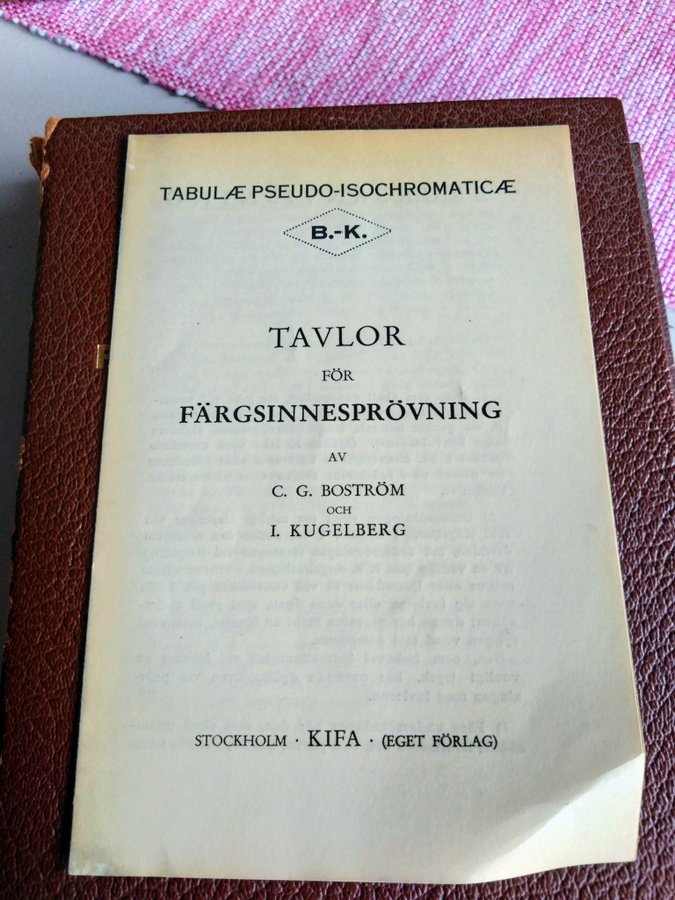 TABULÆ PSEUDO-ISOCHROMATICÆ
B.-K.
TAVLOR
FÖR
FÄRGSINNESPRÖVNING
AV
C. G. BOSTRÖM
OCH
I. KUGELBERG
STOCKHOLM · KIFA · (EGET FÖRLAG)